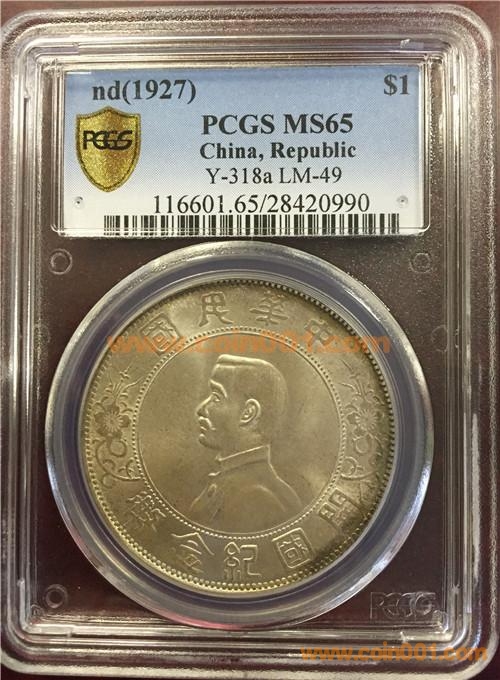 nd(1927) $1
PCGS PCGS MS65
China, Republic
Y-318a LM-49
116601.65/28420990
中華民國
www.coin001.com
開國紀念幣
PCGS
www.coin001.com